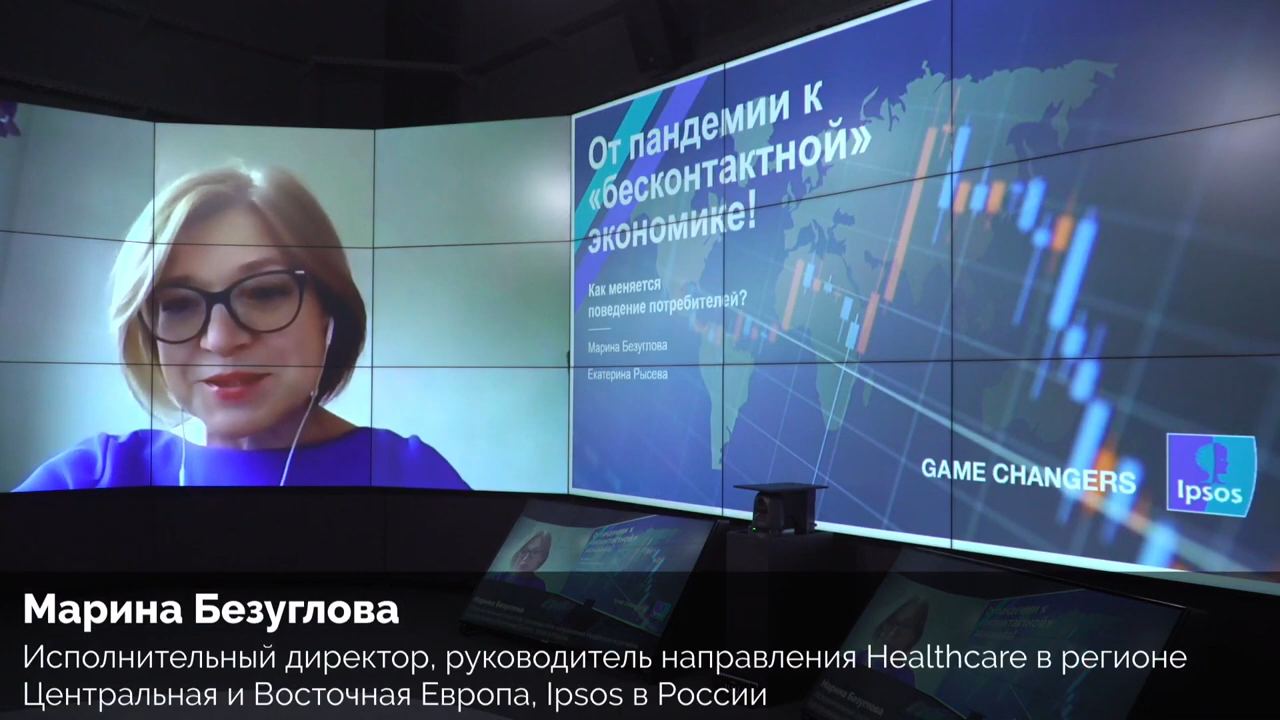 От пандемии к
«бесконтактной»
экономике!
Как меняется
поведение потребителей?
Марина Безуглова
Екатерина Рысева
GAME CHANGERS
Ipsos
Марина Безуглова
Исполнительный директор, руководитель направления Healthcare в регионе
Центральная и Восточная Европа, Ipsos в России